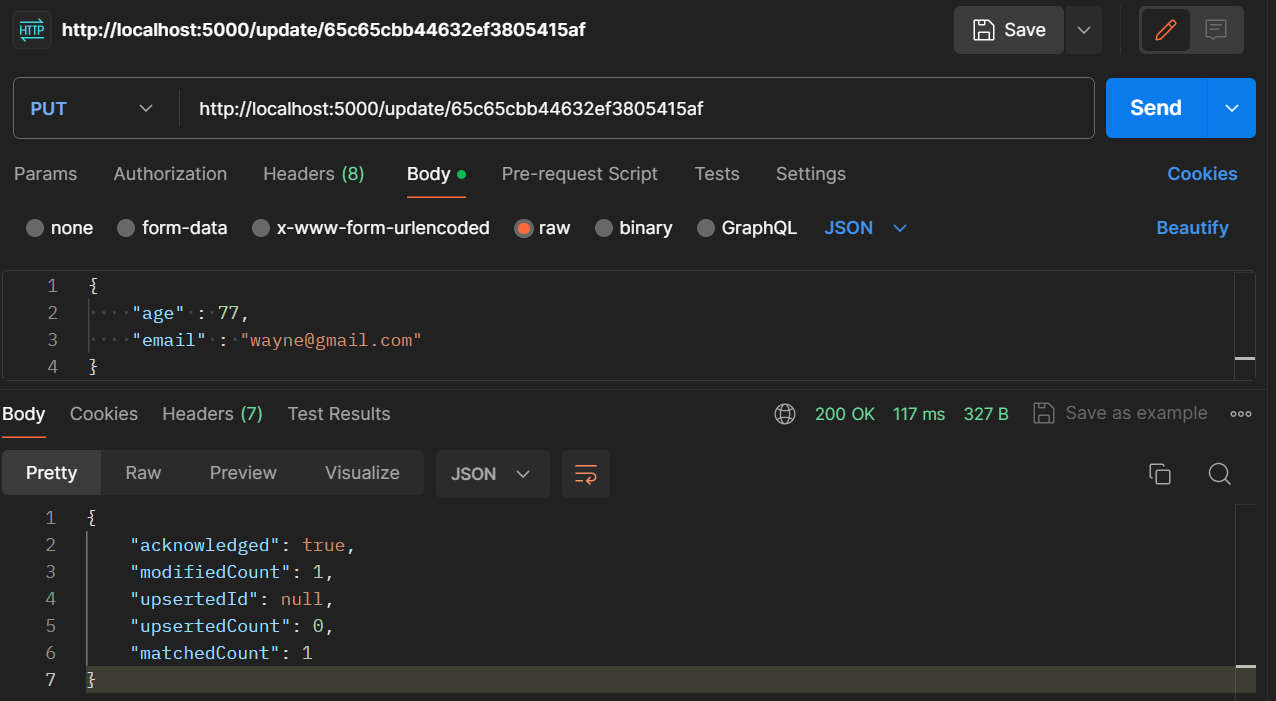 HTTP http://localhost:5000/update/65c65cbb44632ef3805415af Save
PUT http://localhost:5000/update/65c65cbb44632ef3805415af Send
Params Authorization Headers (8) Body Pre-request Script Tests Settings Cookies
none form-data x-www-form-urlencoded raw binary GraphQL JSON Beautify
1 {
2 "age" : 77,
3 "email" : "wayne@gmail.com"
4 }
Body Cookies Headers (7) Test Results 200 OK 117 ms 327 B Save as example
Pretty Raw Preview Visualize JSON
1 {
2 "acknowledged": true,
3 "modifiedCount": 1,
4 "upsertedId": null,
5 "upsertedCount": 0,
6 "matchedCount": 1
7 }